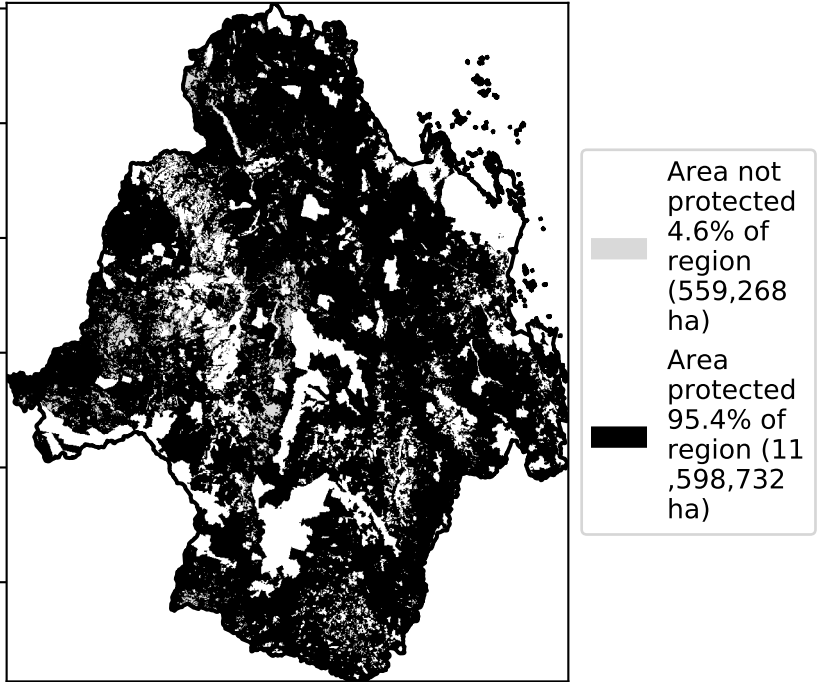 Area not
protected
4.6% of
region
(559,268
ha)
Area
protected
95.4% of
region (11
,598,732
ha)